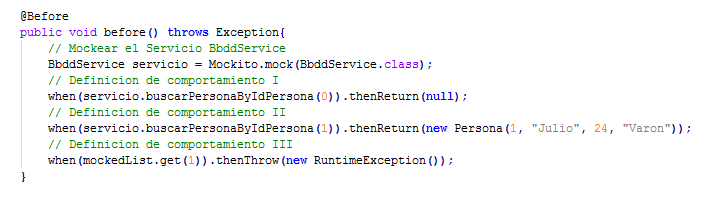 @Before
public void before() throws Exception{
    // Mockear el Servicio BbddService
    BbddService servicio = Mockito.mock(BbddService.class);
    // Definicion de comportamiento I
    when(servicio.buscarPersonaByIdPersona(0)).thenReturn(null);
    // Definicion de comportamiento II
    when(servicio.buscarPersonaByIdPersona(1)).thenReturn(new Persona(1, "Julio", 24, "Varon"));
    // Definicion de comportamiento III
    when(mockedList.get(1)).thenThrow(new RuntimeException());
}